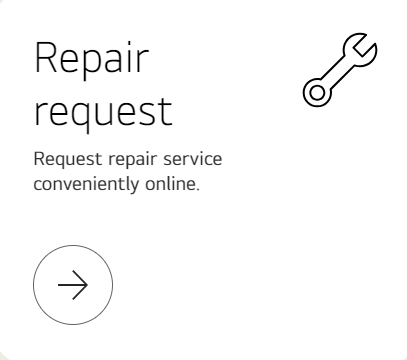 Repair
request
Request repair service
conveniently online.